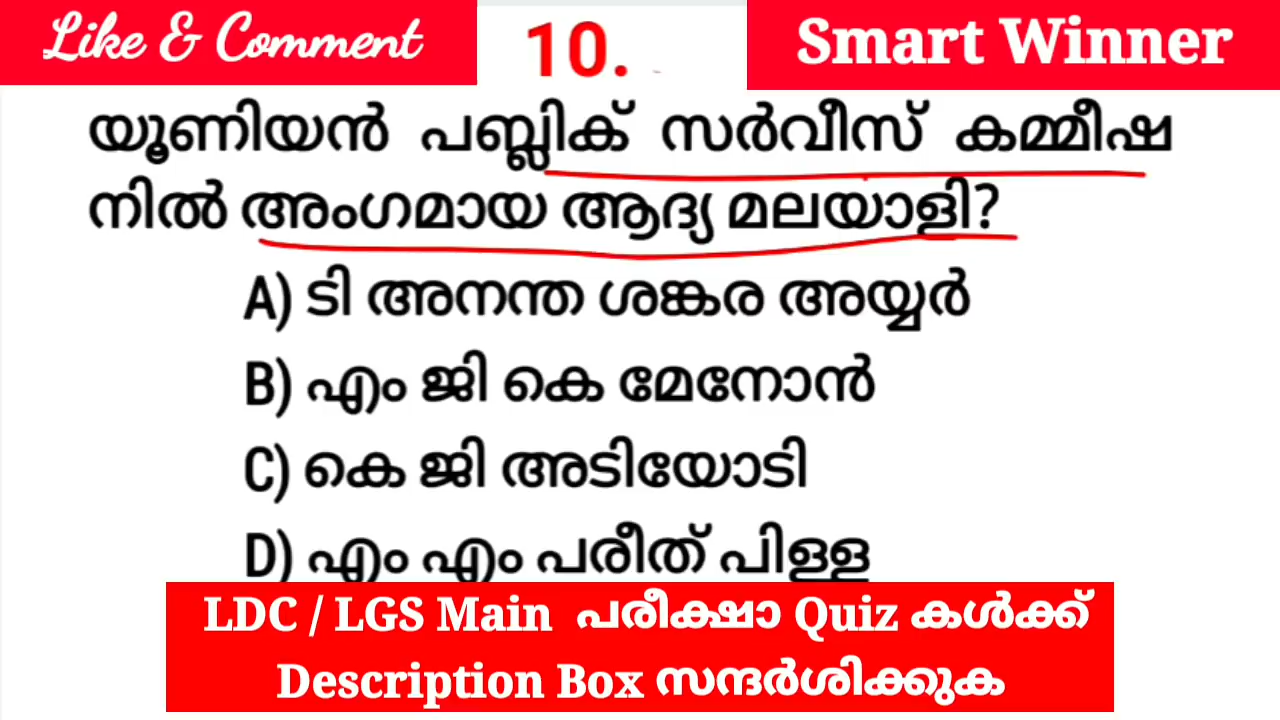 Like & Comment
10.
Smart Winner
യൂണിയൻ പബ്ലിക് സർവീസ് കമ്മീഷ
നിൽ അംഗമായ ആദ്യ മലയാളി?
A) ടി അനന്ത ശങ്കര അയ്യർ
B) എം ജി കെ മേനോൻ
C) കെ ജി അടിയോടി
D) എം എം പരീത് പിള്ള
LDC / LGS Main പരീക്ഷാ Quiz കൾക്ക്
Description Box സന്ദർശിക്കുക